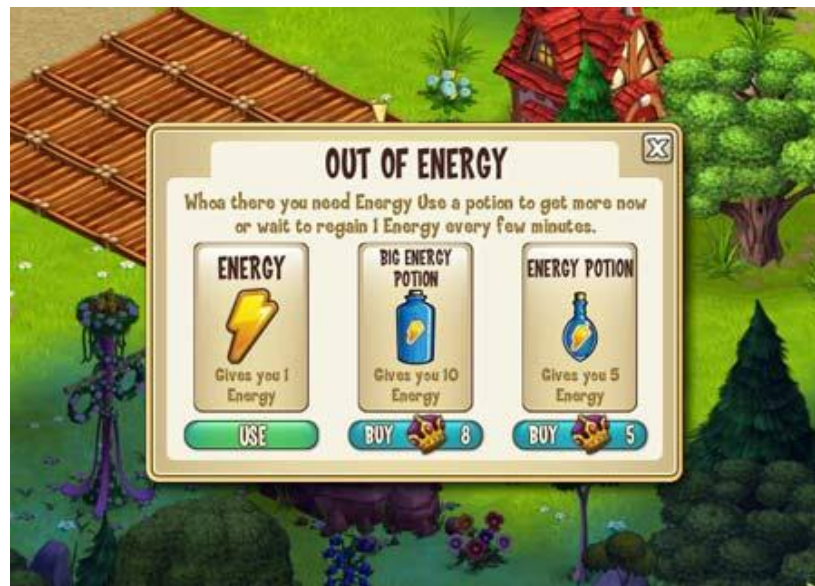 OUT OF ENERGY
X
Whoa there you need Energy Use a potion to get more now
or wait to regain 1 Energy every few minutes.
ENERGY
Gives you 1
Energy
USE
BIG ENERGY
POTION
Gives you 10
Energy
BUY 8
ENERGY POTION
Gives you 5
Energy
BUY 5